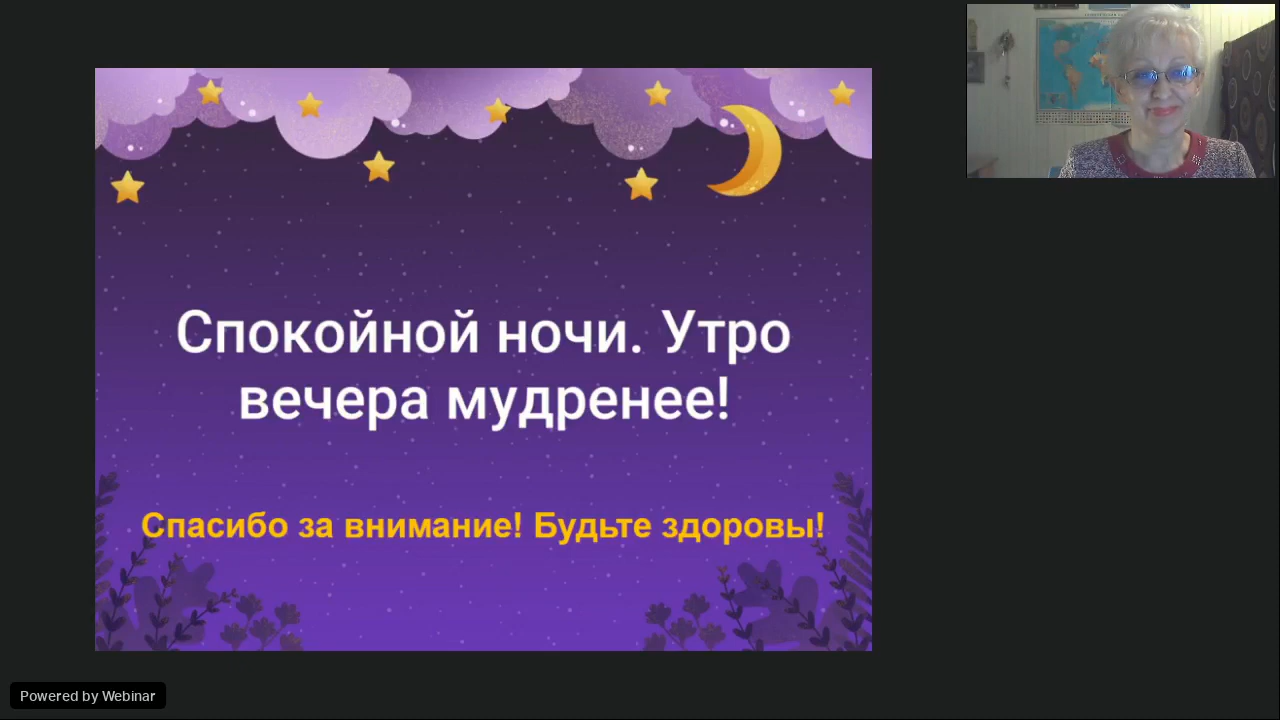 Спокойной ночи. Утро
вечера мудренее!
Спасибо за внимание! Будьте здоровы!
Powered by Webinar